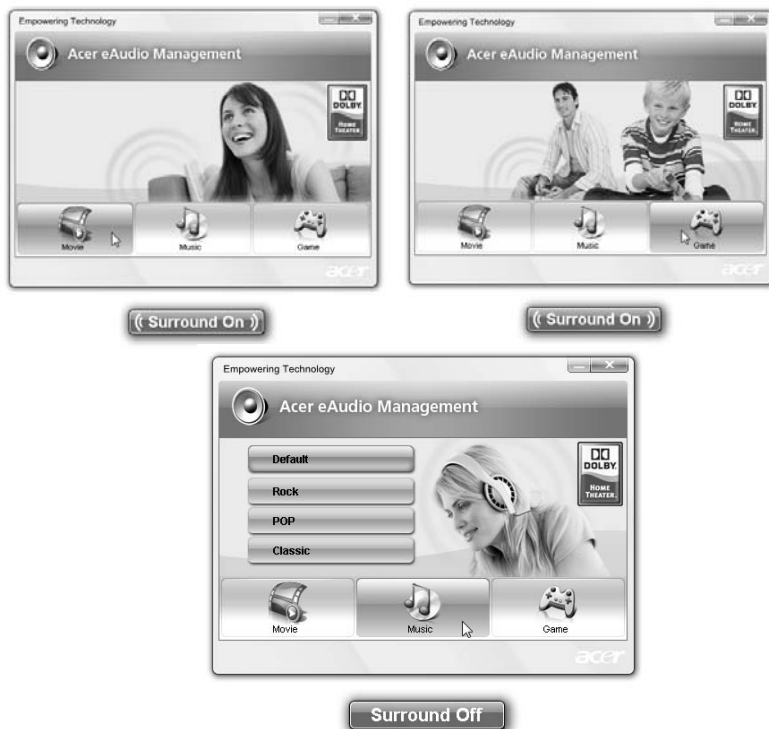 Empowering Technology
Acer eAudio Management
DOLBY
HOME
THEATER
Movie
Music
Game
acer
Surround On
Empowering Technology
Acer eAudio Management
DOLBY
HOME
THEATER
Movie
Music
Game
acer
Surround On
Empowering Technology
Acer eAudio Management
Default
Rock
POP
Classic
DOLBY
HOME
THEATER
Movie
Music
Game
acer
Surround Off